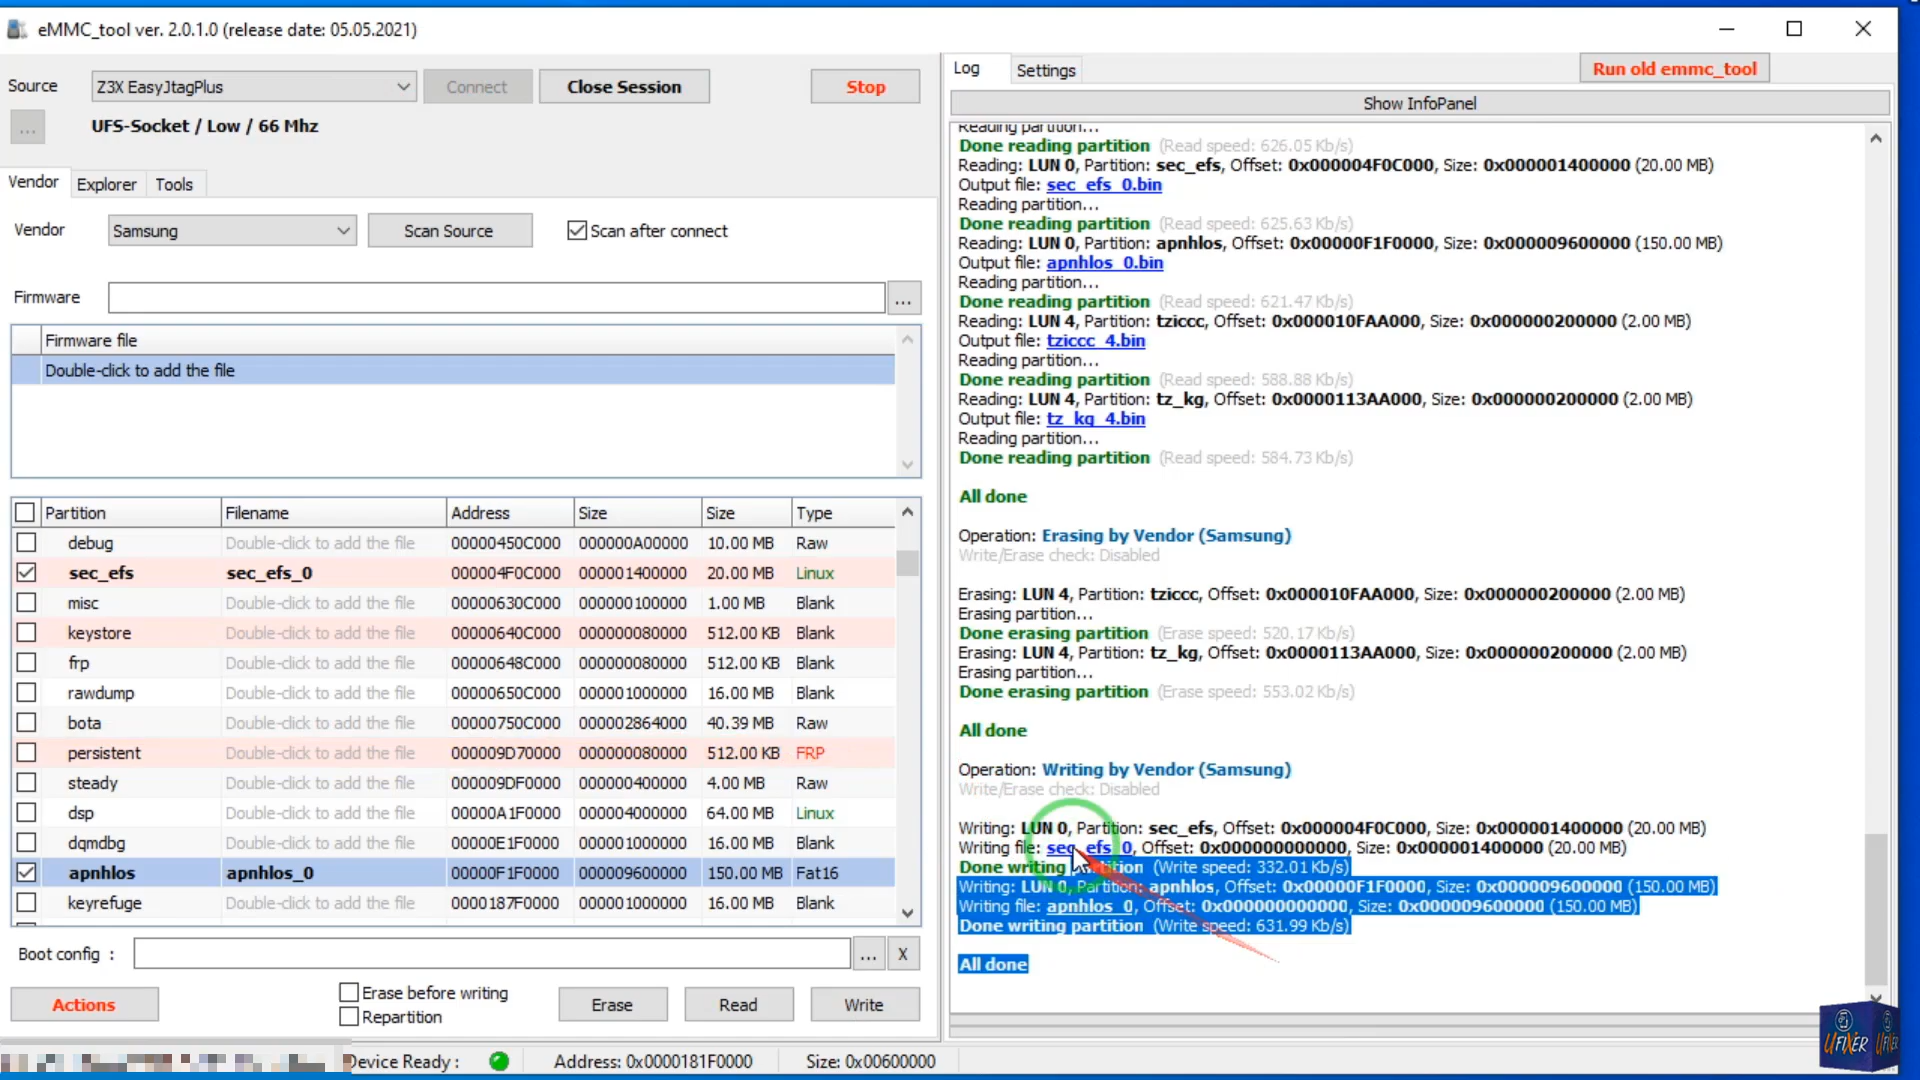 eMMC_tool ver. 2.0.1.0 (release date: 05.05.2021)
Source
Z3X EasyJtagPlus
Connect
Close Session
Stop
...
UFS-Socket / Low / 66 Mhz
Vendor
Explorer
Tools
Vendor
Samsung
Scan Source
Scan after connect
Firmware
...
Firmware file
Double-click to add the file
Partition Filename Address Size Size Type
debug Double-click to add the file 00000450C000 000000A00000 10.00 MB Raw
sec_efs sec_efs_0 000004F0C000 000001400000 20.00 MB Linux
misc Double-click to add the file 00000630C000 000000100000 1.00 MB Blank
keystore Double-click to add the file 00000640C000 000000080000 512.00 KB Blank
frp Double-click to add the file 00000648C000 000000080000 512.00 KB Blank
rawdump Double-click to add the file 00000650C000 000001000000 16.00 MB Blank
bota Double-click to add the file 00000750C000 000002864000 40.39 MB Raw
persistent Double-click to add the file 000009D70000 000000080000 512.00 KB FRP
steady Double-click to add the file 000009DF0000 000000400000 4.00 MB Raw
dsp Double-click to add the file 00000A1F0000 000004000000 64.00 MB Linux
dqmdbg Double-click to add the file 00000E1F0000 000001000000 16.00 MB Blank
apnhlos apnhlos_0 00000F1F0000 000009600000 150.00 MB Fat16
keyrefuge Double-click to add the file 0000187F0000 000001000000 16.00 MB Blank
Boot config :
...
X
Actions
Erase before writing
Repartition
Erase
Read
Write
Device Ready :
Address: 0x0000181F0000
Size: 0x00600000
Log
Settings
Run old emmc_tool
Show InfoPanel
Reading partition...
Done reading partition (Read speed: 626.05 Kb/s)
Reading: LUN 0, Partition: sec_efs, Offset: 0x000004F0C000, Size: 0x000001400000 (20.00 MB)
Output file: sec_efs_0.bin
Reading partition...
Done reading partition (Read speed: 625.63 Kb/s)
Reading: LUN 0, Partition: apnhlos, Offset: 0x00000F1F0000, Size: 0x000009600000 (150.00 MB)
Output file: apnhlos_0.bin
Reading partition...
Done reading partition (Read speed: 621.47 Kb/s)
Reading: LUN 4, Partition: tziccc, Offset: 0x000010FAA000, Size: 0x000000200000 (2.00 MB)
Output file: tziccc_4.bin
Reading partition...
Done reading partition (Read speed: 588.88 Kb/s)
Reading: LUN 4, Partition: tz_kg, Offset: 0x0000113AA000, Size: 0x000000200000 (2.00 MB)
Output file: tz_kg_4.bin
Reading partition...
Done reading partition (Read speed: 584.73 Kb/s)
All done
Operation: Erasing by Vendor (Samsung)
Write/Erase check: Disabled
Erasing: LUN 4, Partition: tziccc, Offset: 0x000010FAA000, Size: 0x000000200000 (2.00 MB)
Erasing partition...
Done erasing partition (Erase speed: 520.17 Kb/s)
Erasing: LUN 4, Partition: tz_kg, Offset: 0x0000113AA000, Size: 0x000000200000 (2.00 MB)
Erasing partition...
Done erasing partition (Erase speed: 553.02 Kb/s)
All done
Operation: Writing by Vendor (Samsung)
Write/Erase check: Disabled
Writing: LUN 0, Partition: sec_efs, Offset: 0x000004F0C000, Size: 0x000001400000 (20.00 MB)
Writing file: sec_efs_0, Offset: 0x000000000000, Size: 0x000001400000 (20.00 MB)
Done writing partition (Write speed: 332.01 Kb/s)
Writing: LUN 0, Partition: apnhlos, Offset: 0x00000F1F0000, Size: 0x000009600000 (150.00 MB)
Writing file: apnhlos_0, Offset: 0x000000000000, Size: 0x000009600000 (150.00 MB)
Done writing partition (Write speed: 631.99 Kb/s)
All done
UFIXER